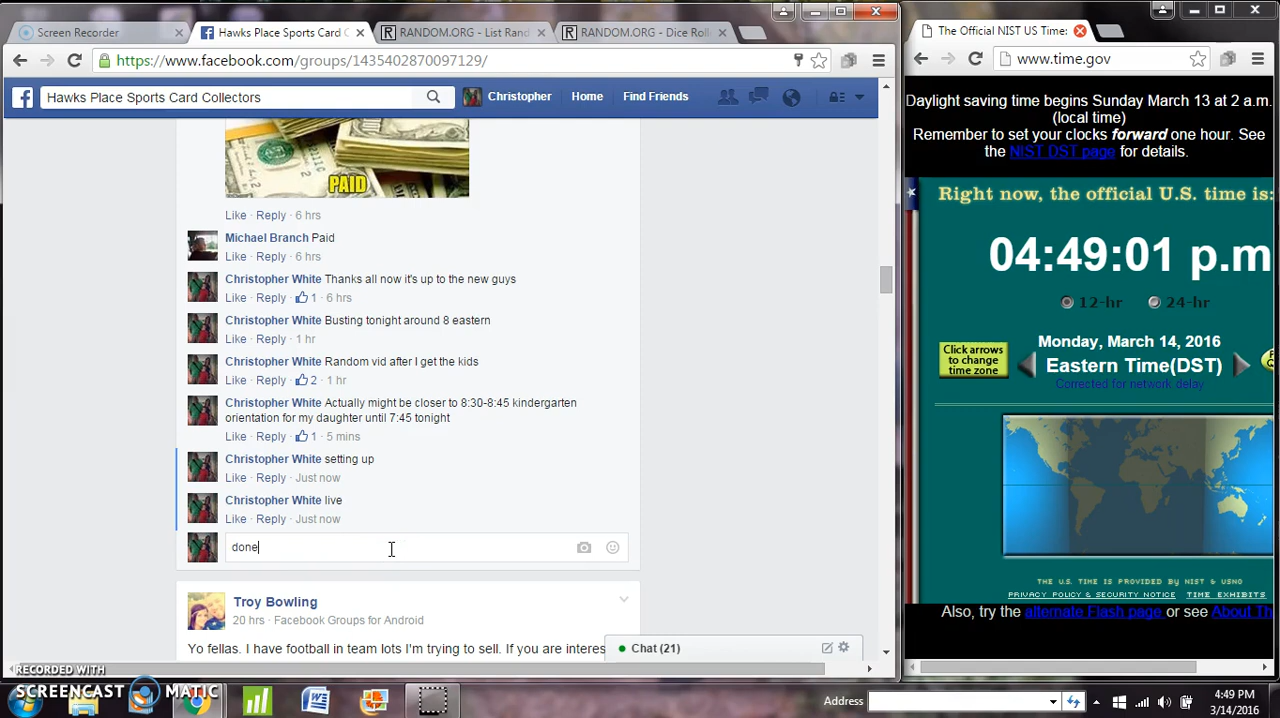 Screen Recorder
Hawks Place Sports Card C
RANDOM.ORG - List Rand
RANDOM.ORG - Dice Rolle
https://www.facebook.com/groups/1435402870097129/
Hawks Place Sports Card Collectors
Christopher
Home
Find Friends
PAID
Like · Reply · 6 hrs
Michael Branch Paid
Like · Reply · 6 hrs
Christopher White Thanks all now it's up to the new guys
Like · Reply · 1 · 6 hrs
Christopher White Busting tonight around 8 eastern
Like · Reply · 1 hr
Christopher White Random vid after I get the kids
Like · Reply · 2 · 1 hr
Christopher White Actually might be closer to 8:30-8:45 kindergarten
orientation for my daughter until 7:45 tonight
Like · Reply · 1 · 5 mins
Christopher White setting up
Like · Reply · Just now
Christopher White live
Like · Reply · Just now
done
Troy Bowling
20 hrs · Facebook Groups for Android
Yo fellas. I have football in team lots I'm trying to sell. If you are interes
Chat (21)
RECORDED WITH
SCREENCAST MATIC
The Official NIST US Time:
www.time.gov
Daylight saving time begins Sunday March 13 at 2 a.m.
(local time)
Remember to set your clocks forward one hour. See
the NIST DST page for details.
Right now, the official U.S. time is:
04:49:01 p.m
12-hr
24-hr
Click arrows
to change
time zone
Monday, March 14, 2016
Eastern Time(DST)
Corrected for network delay
THE U.S. TIME IS PROVIDED BY NIST & USNO
PRIVACY POLICY & SECURITY NOTICE TIME EXHIBITS
Also, try the alternate Flash page or see About Th
Address
4:49 PM
3/14/2016